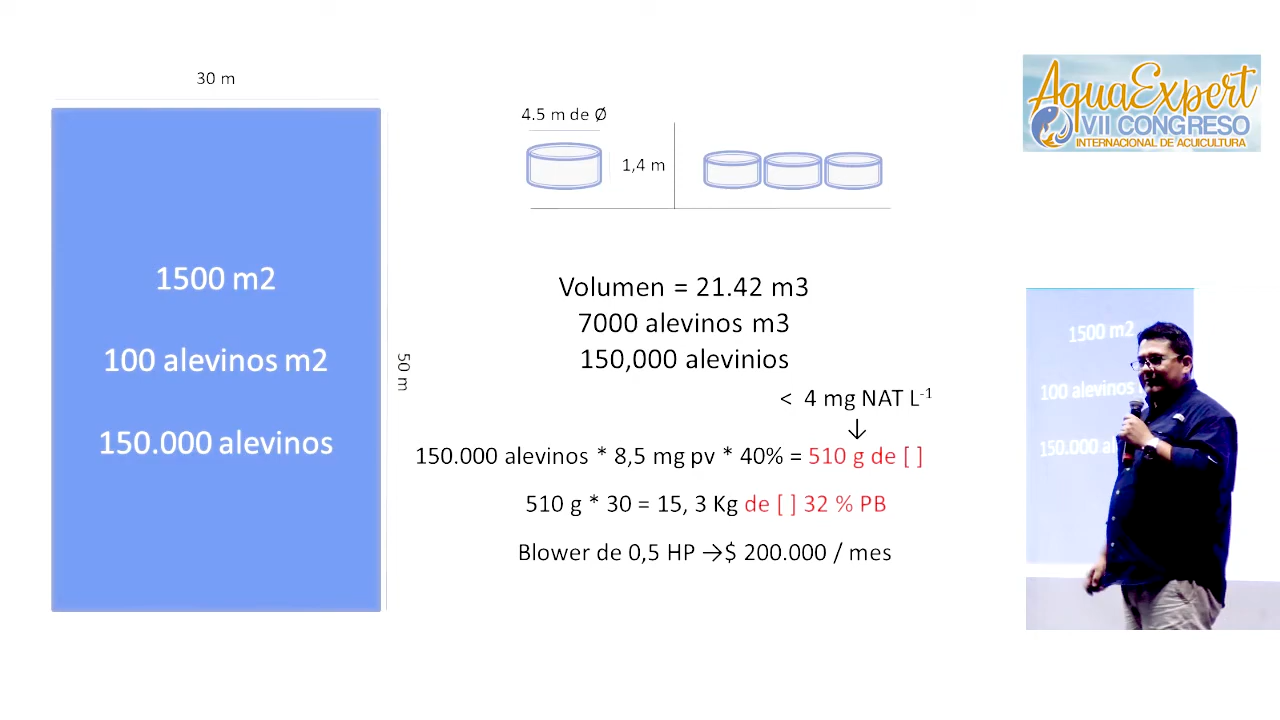 30 m
1500 m2
100 alevinos m2
150.000 alevinos
50 m
4.5 m de Ø
1,4 m
Volumen = 21.42 m3
7000 alevinos m3
150,000 alevinios
< 4 mg NAT L-1
↓
150.000 alevinos * 8,5 mg pv * 40% = 510 g de [ ]
510 g * 30 = 15, 3 Kg de [ ] 32 % PB
Blower de 0,5 HP →$ 200.000 / mes
AquaExpert
VII CONGRESO
INTERNACIONAL DE ACUICULTURA
1500 m2
100 alevinos
150.000 al